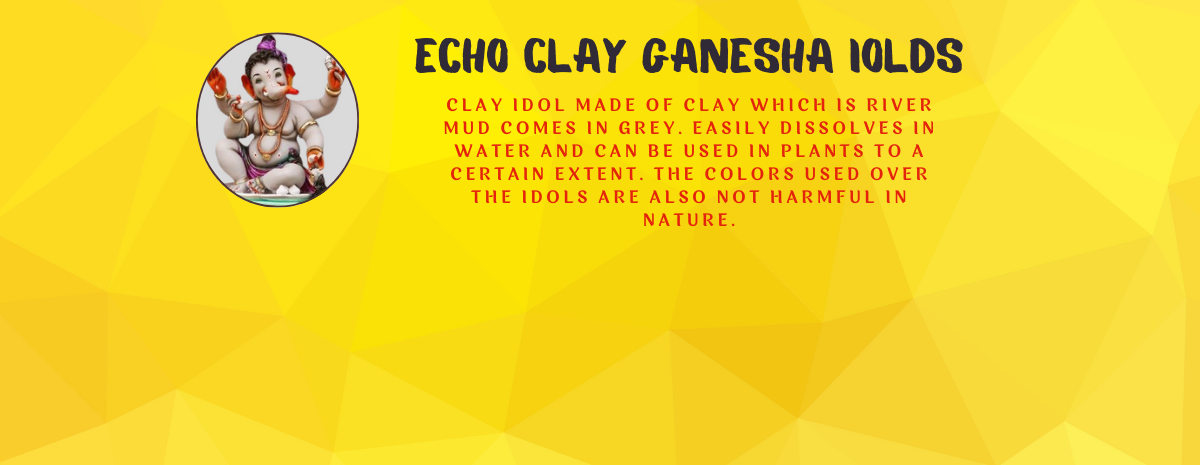 ECHO CLAY GANESHA IOLDS
CLAY IDOL MADE OF CLAY WHICH IS RIVER
MUD COMES IN GREY. EASILY DISSOLVES IN
WATER AND CAN BE USED IN PLANTS TO A
CERTAIN EXTENT. THE COLORS USED OVER
THE IDOLS ARE ALSO NOT HARMFUL IN
NATURE.